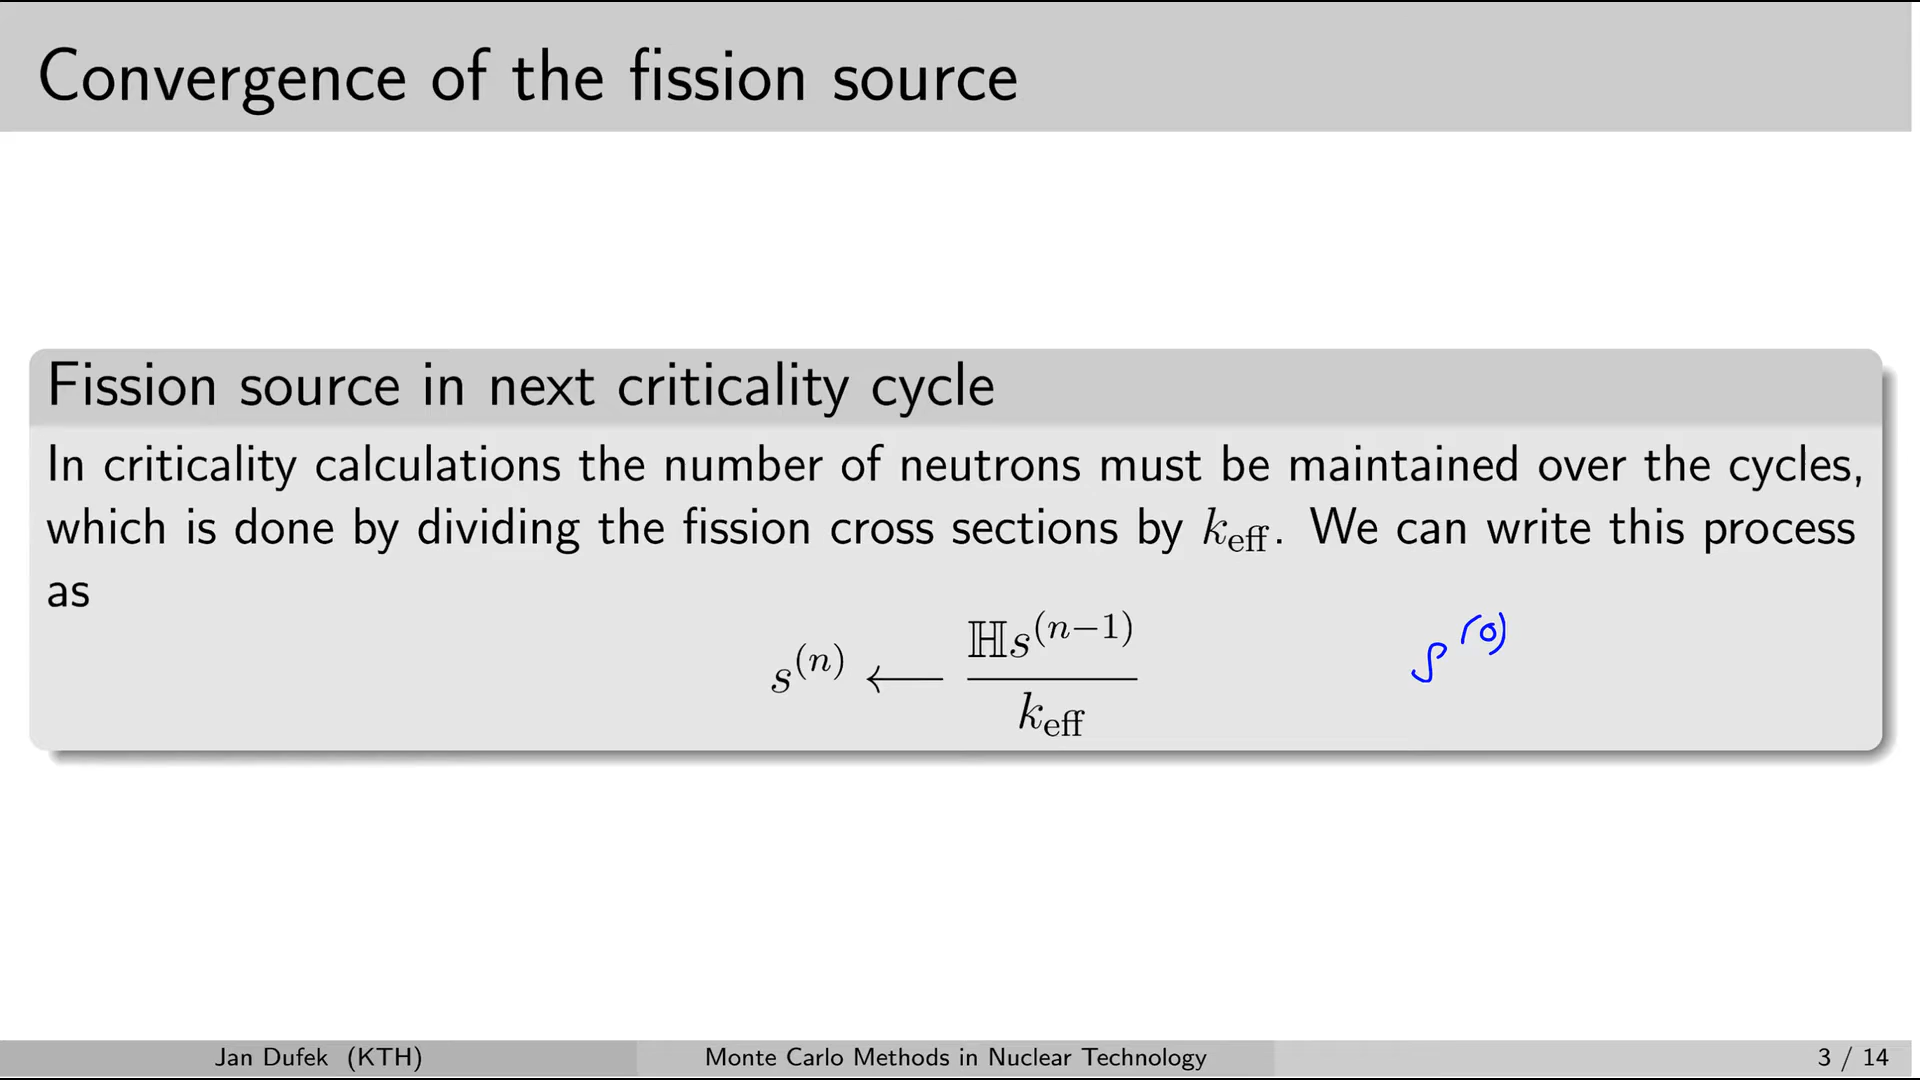 Convergence of the fission source
Fission source in next criticality cycle
In criticality calculations the number of neutrons must be maintained over the cycles,
which is done by dividing the fission cross sections by k_eff. We can write this process
as
s^(n) ⟵ ℍs^(n−1) / k_eff
s^(0)
Jan Dufek (KTH) Monte Carlo Methods in Nuclear Technology 3 / 14